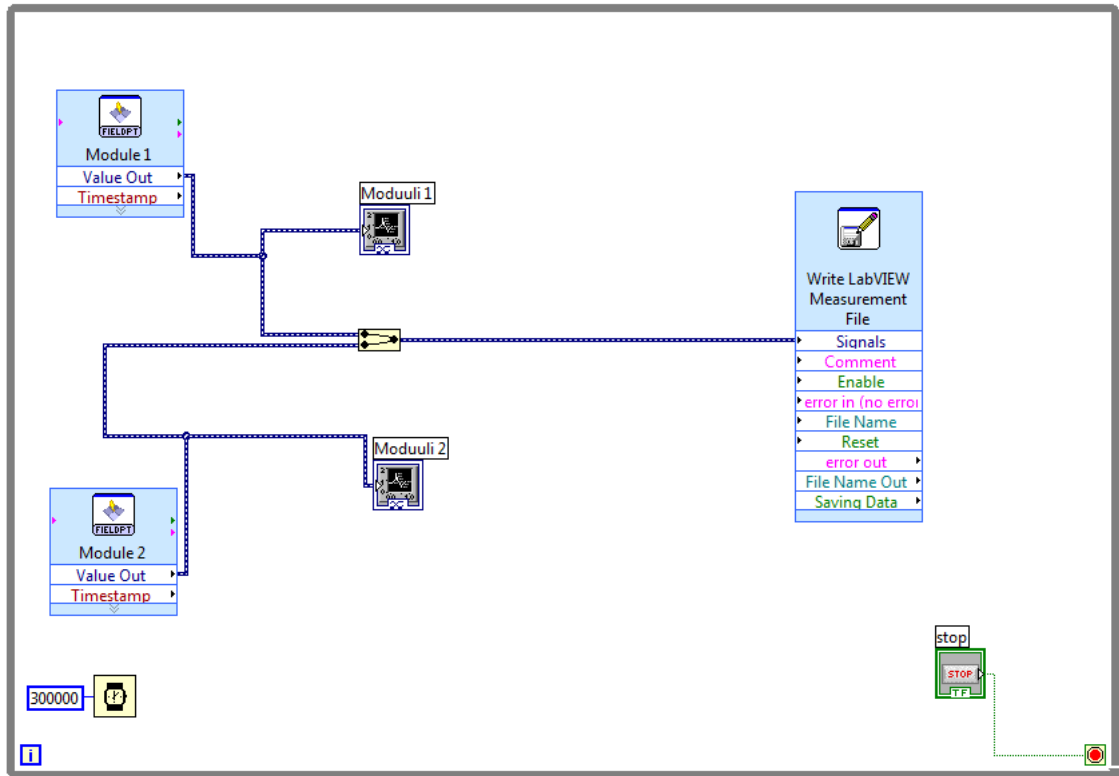 FIELDPT
Module 1
Value Out
Timestamp
Moduuli 1
Write LabVIEW
Measurement
File
Signals
Comment
Enable
error in (no error
File Name
Reset
error out
File Name Out
Saving Data
Moduuli 2
FIELDPT
Module 2
Value Out
Timestamp
stop
STOP
TF
300000
i